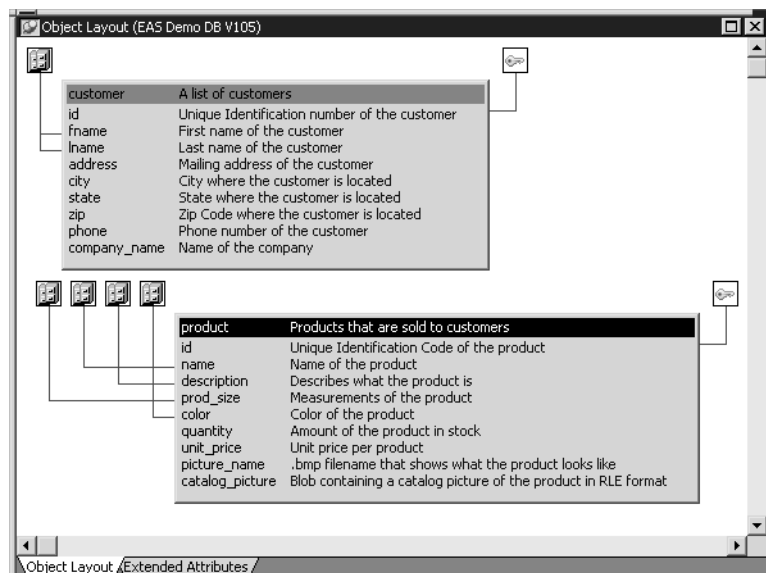 Object Layout (EAS Demo DB V105)
customer A list of customers
id Unique Identification number of the customer
fname First name of the customer
lname Last name of the customer
address Mailing address of the customer
city City where the customer is located
state State where the customer is located
zip Zip Code where the customer is located
phone Phone number of the customer
company_name Name of the company
product Products that are sold to customers
id Unique Identification Code of the product
name Name of the product
description Describes what the product is
prod_size Measurements of the product
color Color of the product
quantity Amount of the product in stock
unit_price Unit price per product
picture_name .bmp filename that shows what the product looks like
catalog_picture Blob containing a catalog picture of the product in RLE format
Object Layout Extended Attributes